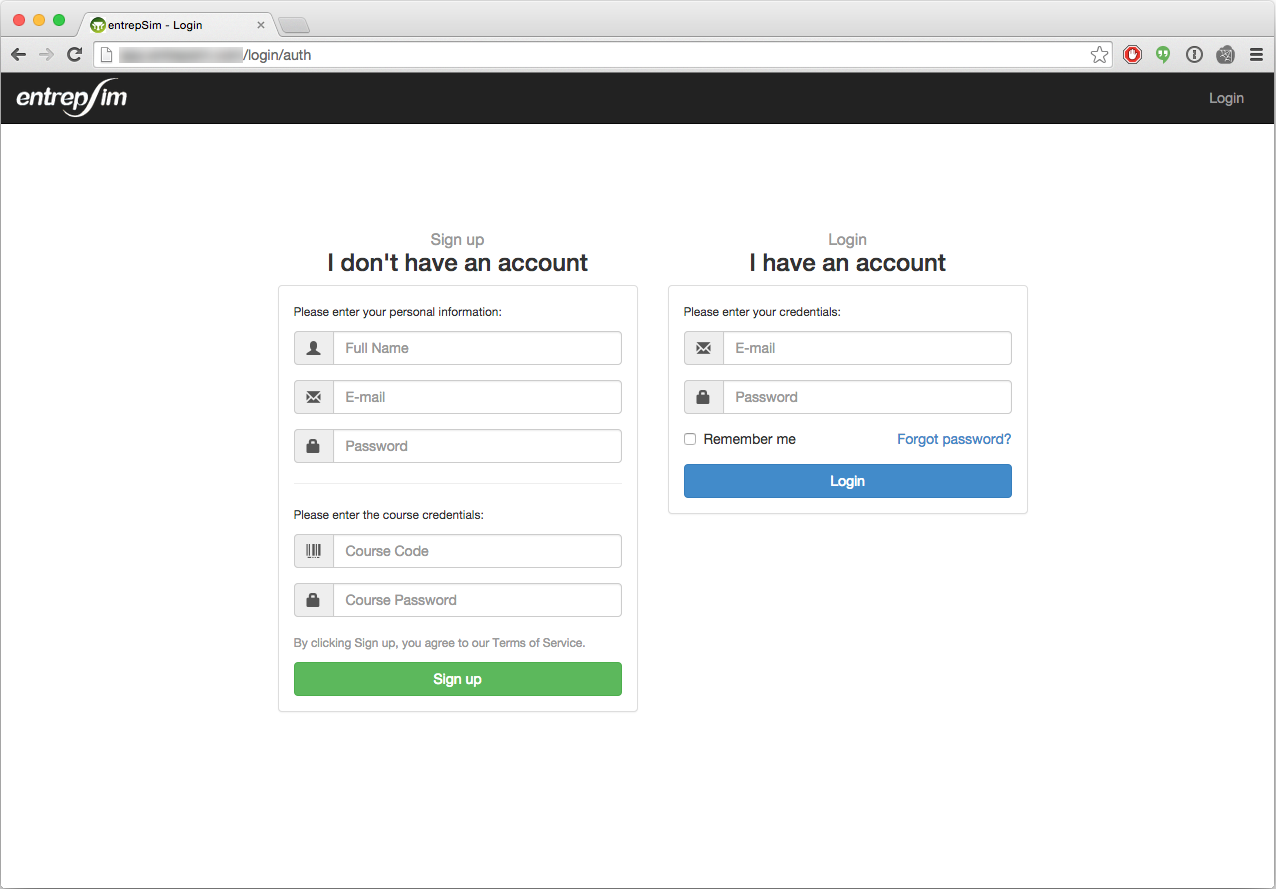 entrepSim - Login
/login/auth
entrepSim
Login
Sign up
I don't have an account
Please enter your personal information:
Full Name
E-mail
Password
Please enter the course credentials:
Course Code
Course Password
By clicking Sign up, you agree to our Terms of Service.
Sign up
Login
I have an account
Please enter your credentials:
E-mail
Password
Remember me Forgot password?
Login